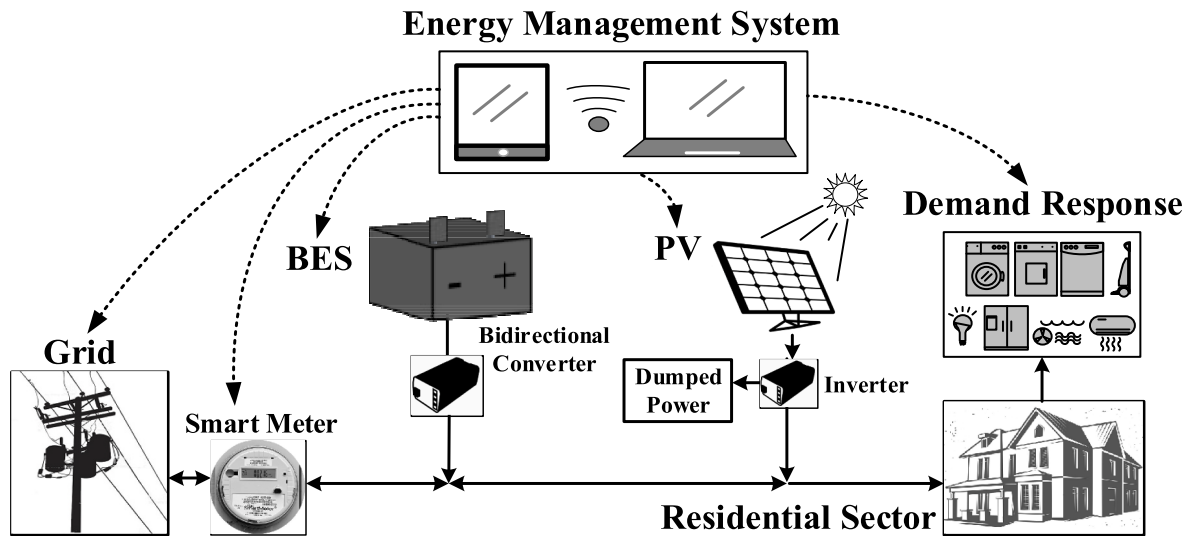 Energy Management System
Demand Response
BES
PV
Bidirectional
Converter
Grid
Dumped
Power
Inverter
Smart Meter
Residential Sector